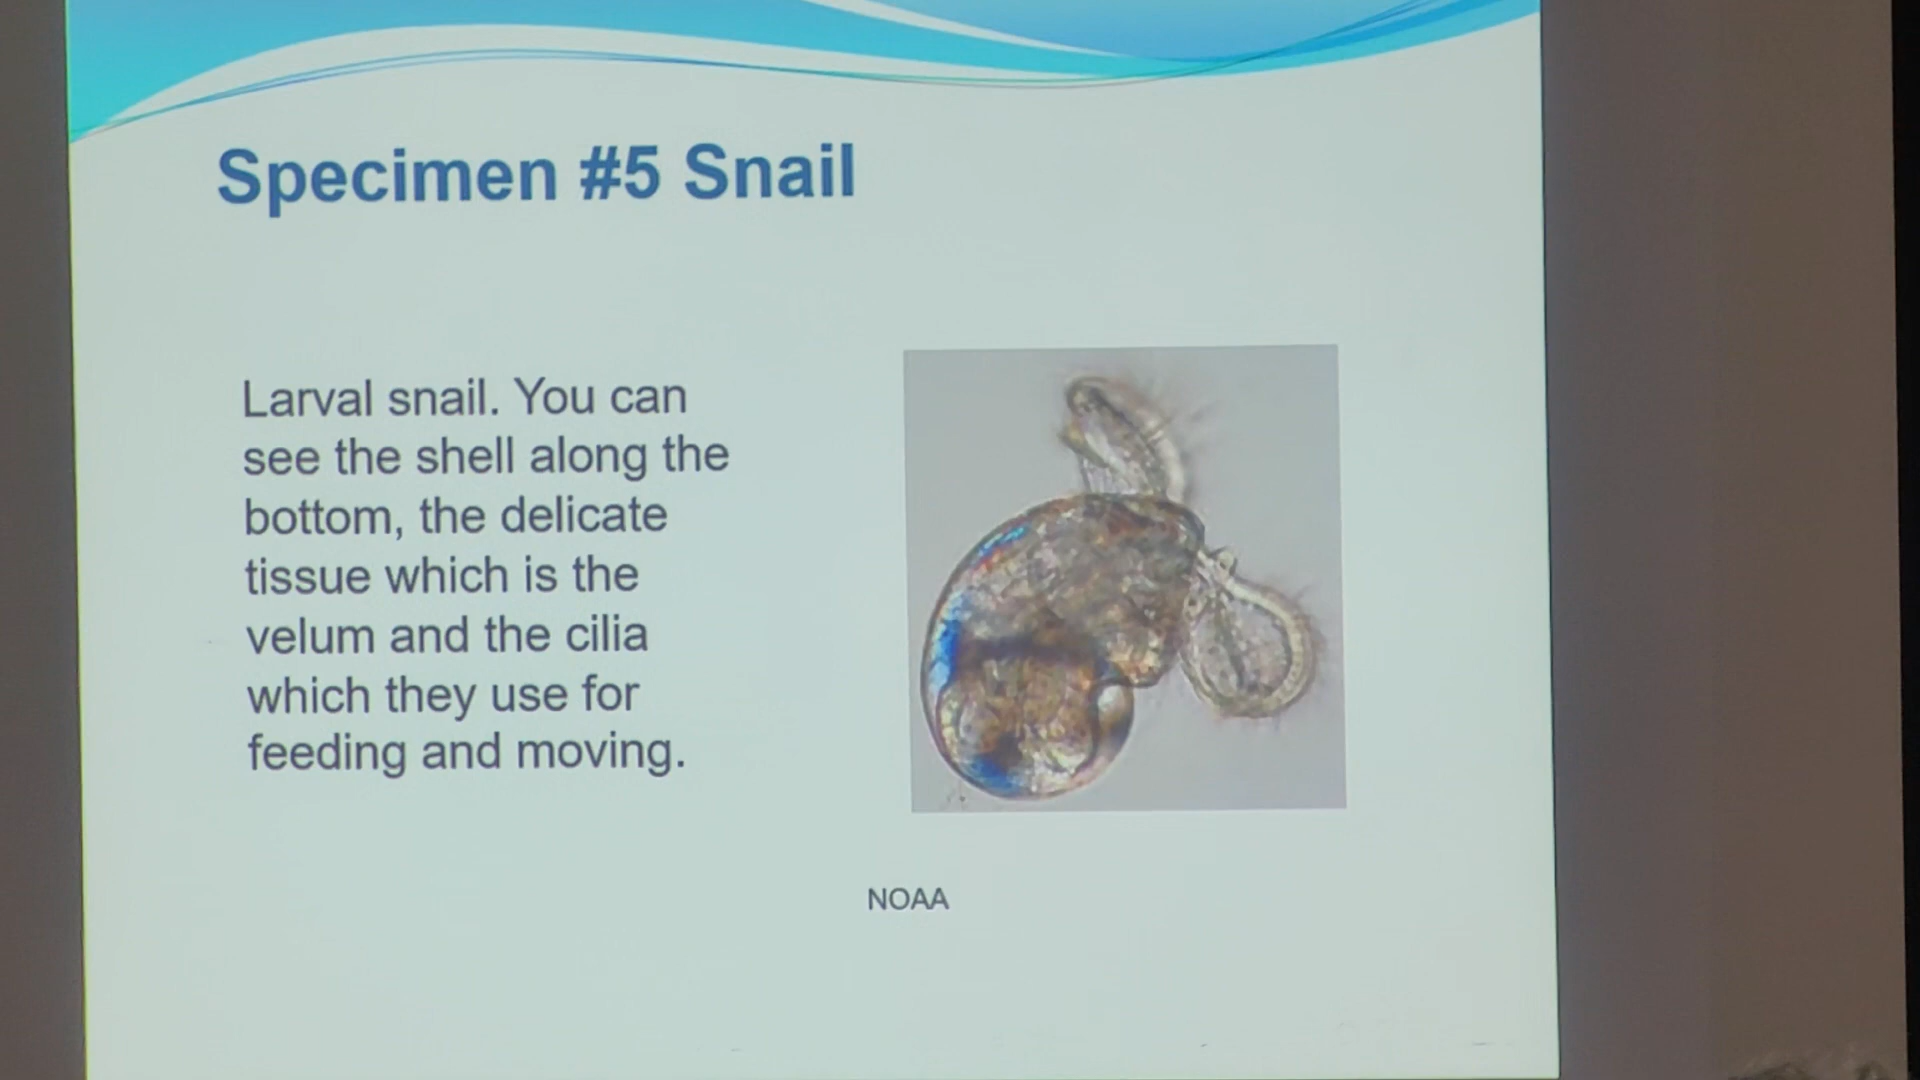 Specimen #5 Snail
Larval snail. You can
see the shell along the
bottom, the delicate
tissue which is the
velum and the cilia
which they use for
feeding and moving.
NOAA